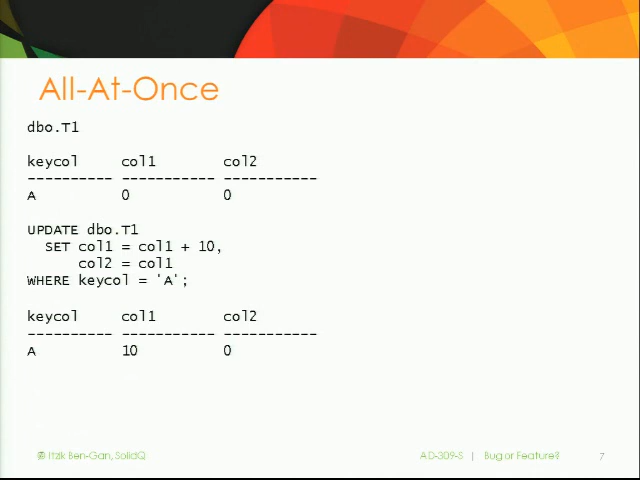 All-At-Once
dbo.T1
keycol     col1        col2
---------- ----------- -----------
A          0           0
UPDATE dbo.T1
  SET col1 = col1 + 10,
      col2 = col1
WHERE keycol = 'A';
keycol     col1        col2
---------- ----------- -----------
A          10          0
© Itzik Ben-Gan, SolidQ
AD-309-S | Bug or Feature?
7